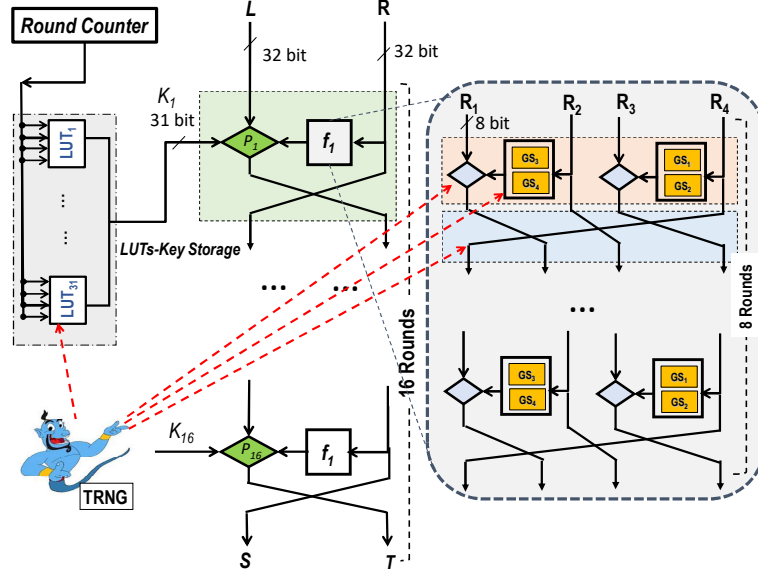 Round Counter
L
R
32 bit
32 bit
K1
31 bit
P1
f1
LUT1
....
....
LUT31
LUTs-Key Storage
...
...
16 Rounds
K16
P16
f1
S
T
TRNG
R1
R2
R3
R4
8 bit
GS3
GS4
GS1
GS2
...
8 Rounds
GS3
GS4
GS1
GS2